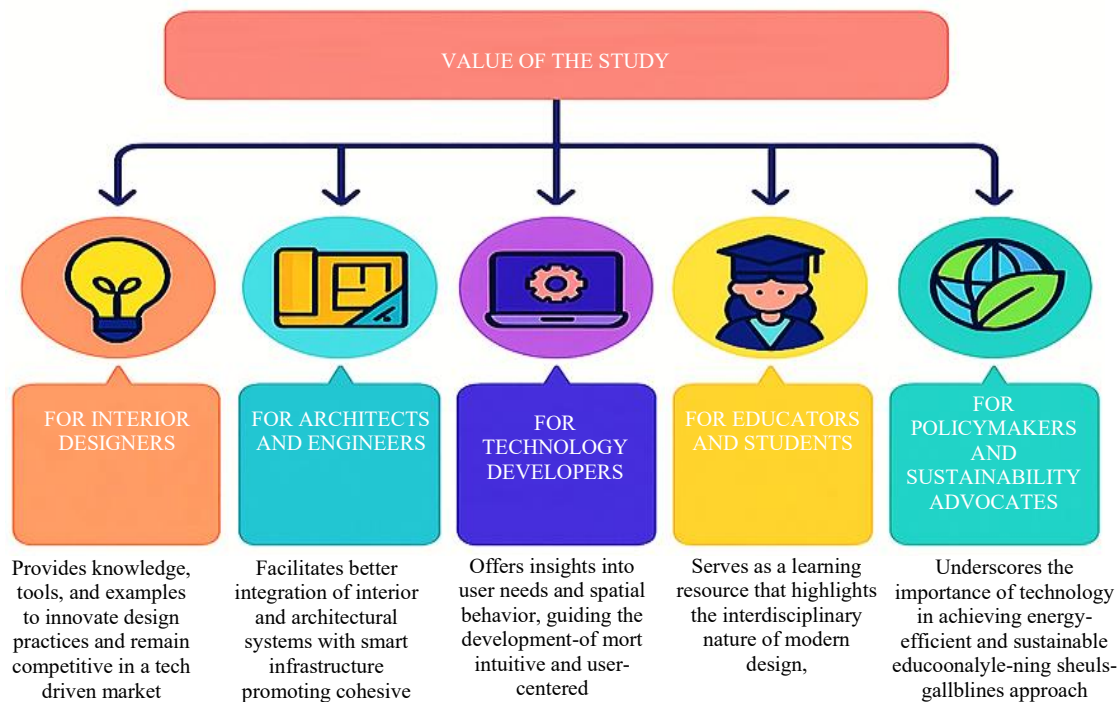 VALUE OF THE STUDY
FOR INTERIOR
DESIGNERS
Provides knowledge,
tools, and examples
to innovate design
practices and remain
competitive in a tech
driven market
FOR ARCHITECTS
AND ENGINEERS
Facilitates better
integration of interior
and architectural
systems with smart
infrastructure
promoting cohesive
FOR
TECHNOLOGY
DEVELOPERS
Offers insights into
user needs and spatial
behavior, guiding the
development-of mort
intuitive and user-
centered
FOR EDUCATORS
AND STUDENTS
Serves as a learning
resource that highlights
the interdisciplinary
nature of modern
design,
FOR
POLICYMAKERS
AND
SUSTAINABILITY
ADVOCATES
Underscores the
importance of technology
in achieving energy-
efficient and sustainable
educoonalyle-ning sheuls-
gallblines approach